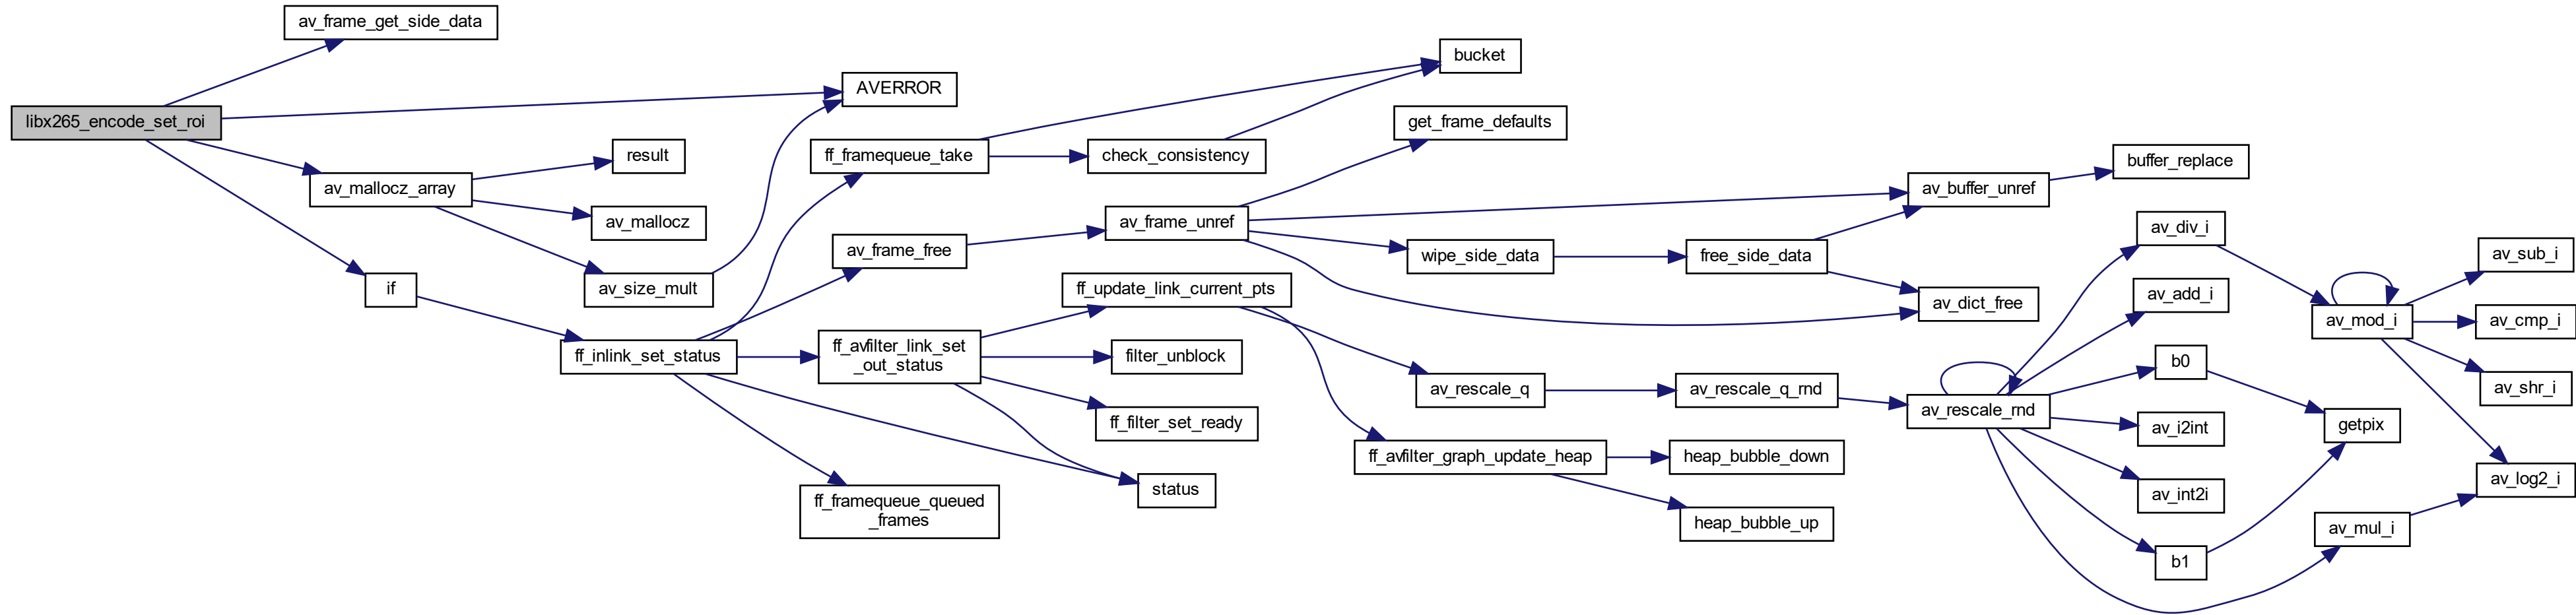 av_frame_get_side_data
libx265_encode_set_roi
AVERROR
av_mallocz_array
result
av_mallocz
av_size_mult
if
ff_inlink_set_status
ff_framequeue_take
av_frame_free
ff_avfilter_link_set
_out_status
ff_framequeue_queued
_frames
bucket
check_consistency
get_frame_defaults
av_frame_unref
wipe_side_data
free_side_data
av_buffer_unref
buffer_replace
av_dict_free
ff_update_link_current_pts
filter_unblock
ff_filter_set_ready
status
av_rescale_q
av_rescale_q_rnd
ff_avfilter_graph_update_heap
heap_bubble_down
heap_bubble_up
av_rescale_rnd
av_div_i
av_add_i
b0
av_i2int
av_int2i
b1
getpix
av_mul_i
av_mod_i
av_sub_i
av_cmp_i
av_shr_i
av_log2_i